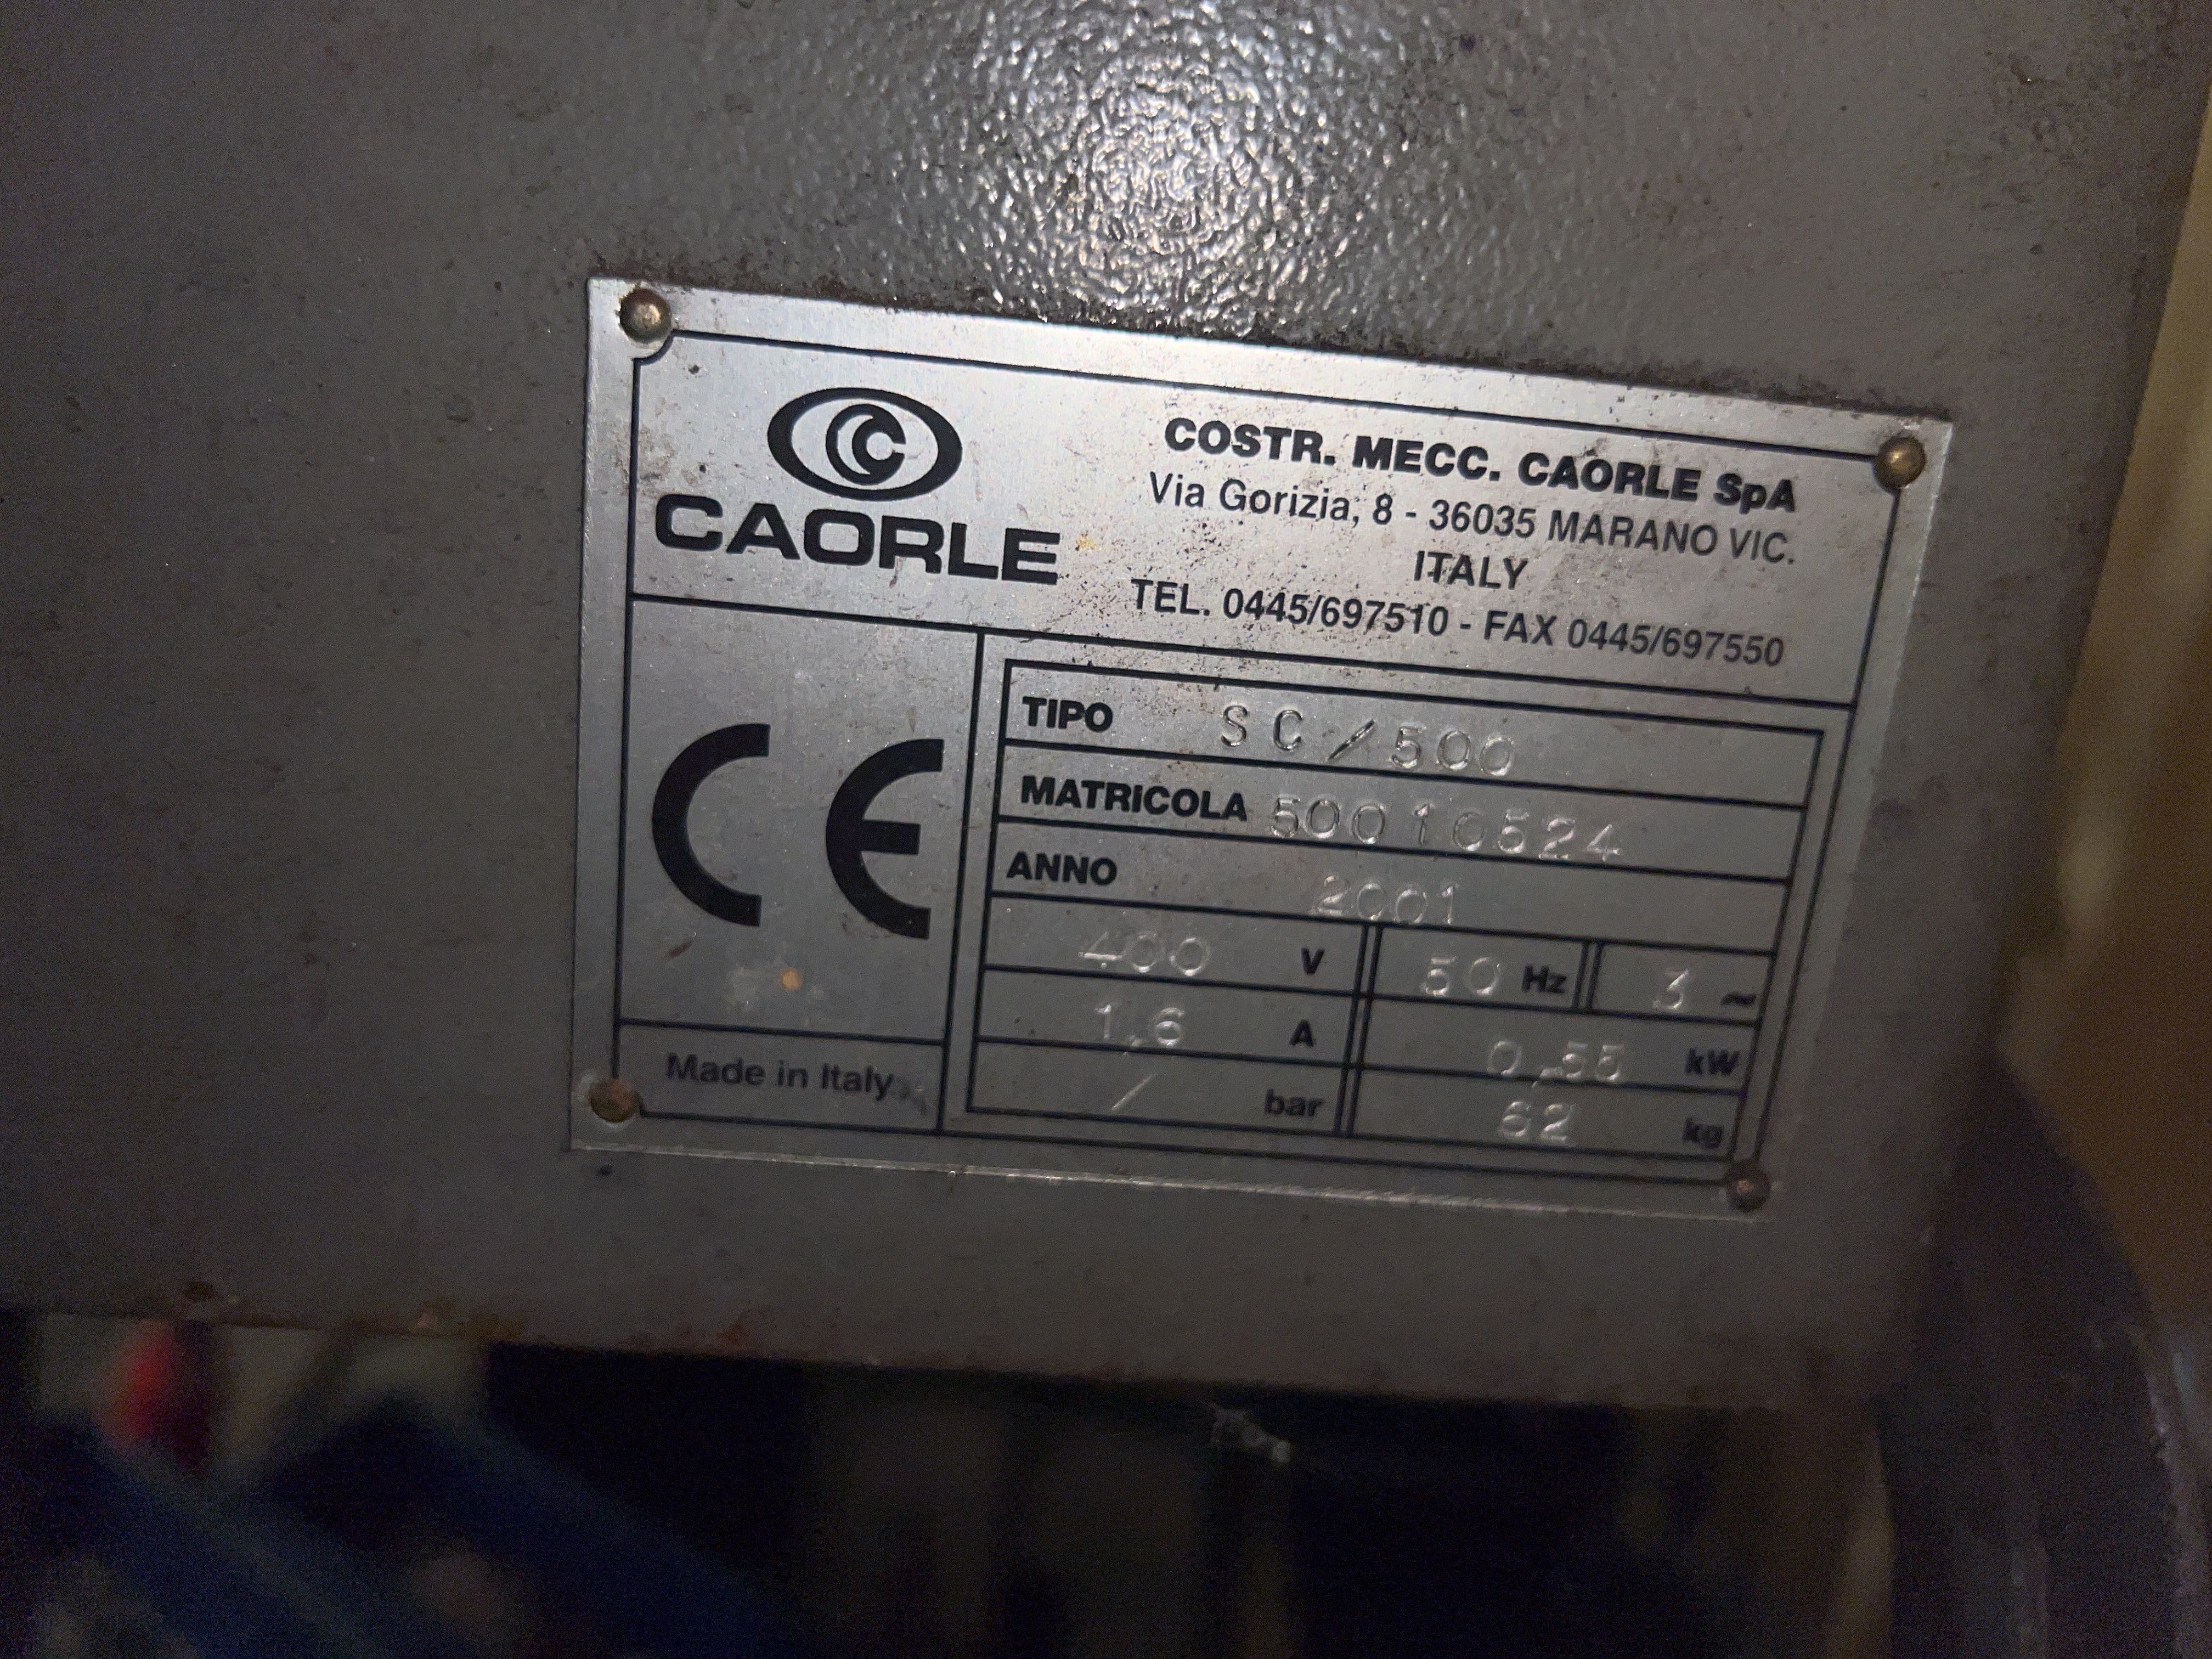 CAORLE
COSTR. MECC. CAORLE SpA
Via Gorizia, 8 - 36035 MARANO VIC.
ITALY
TEL. 0445/697510 - FAX 0445/697550
CE
Made in Italy
TIPO SC/500
MATRICOLA 50010524
ANNO 2001
400 V 50 Hz 3 ~
1,6 A 0,55 kW
/ bar 62 kg